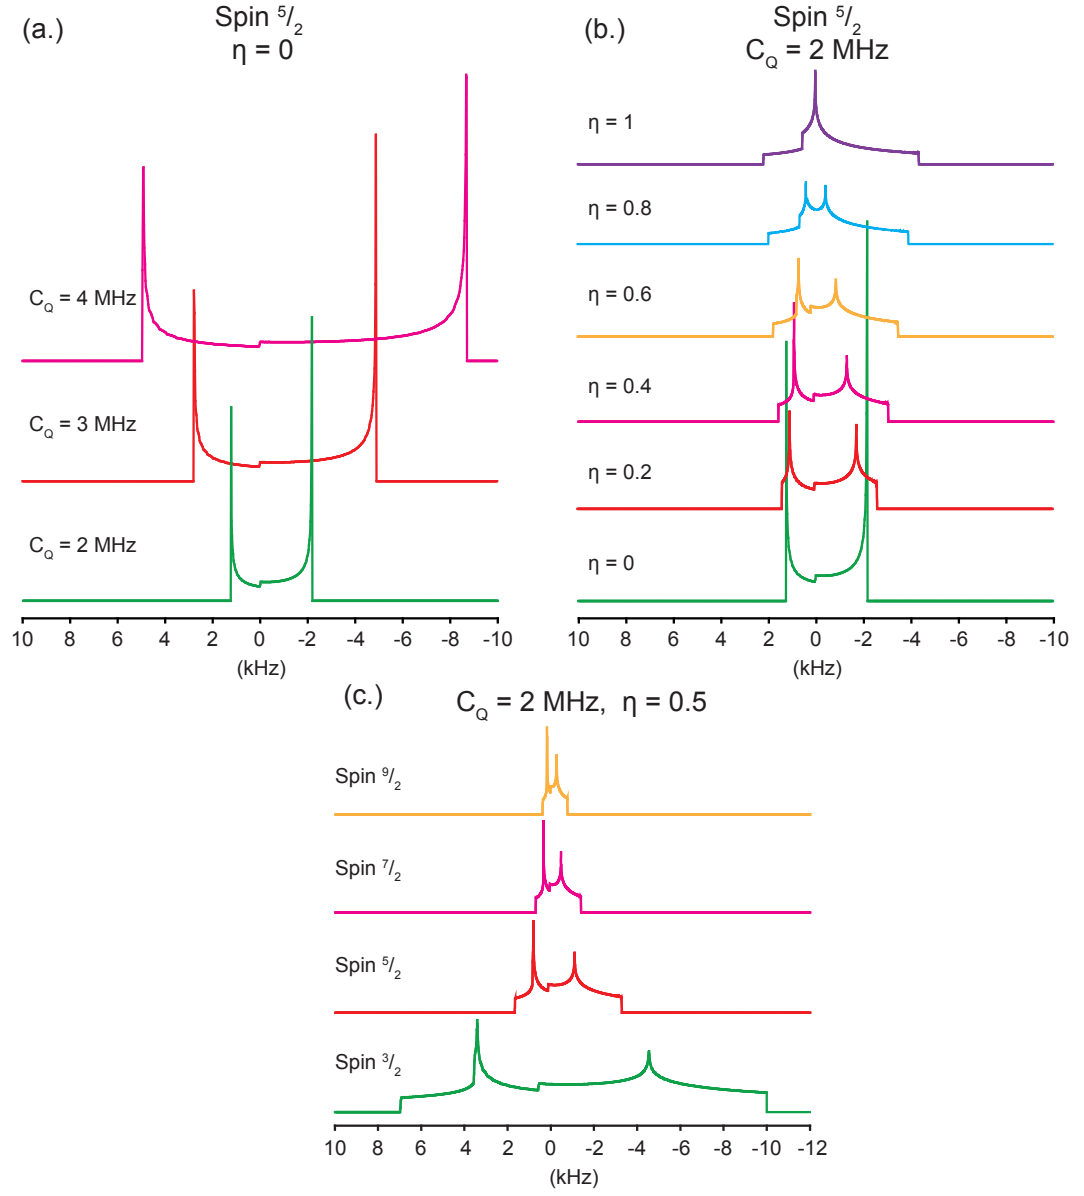 (a.)
Spin 5/2
η = 0
C_Q = 4 MHz
C_Q = 3 MHz
C_Q = 2 MHz
10 8 6 4 2 0 -2 -4 -6 -8 -10
(kHz)
(b.)
Spin 5/2
C_Q = 2 MHz
η = 1
η = 0.8
η = 0.6
η = 0.4
η = 0.2
η = 0
10 8 6 4 2 0 -2 -4 -6 -8 -10
(kHz)
(c.)
C_Q = 2 MHz, η = 0.5
Spin 9/2
Spin 7/2
Spin 5/2
Spin 3/2
10 8 6 4 2 0 -2 -4 -6 -8 -10 -12
(kHz)